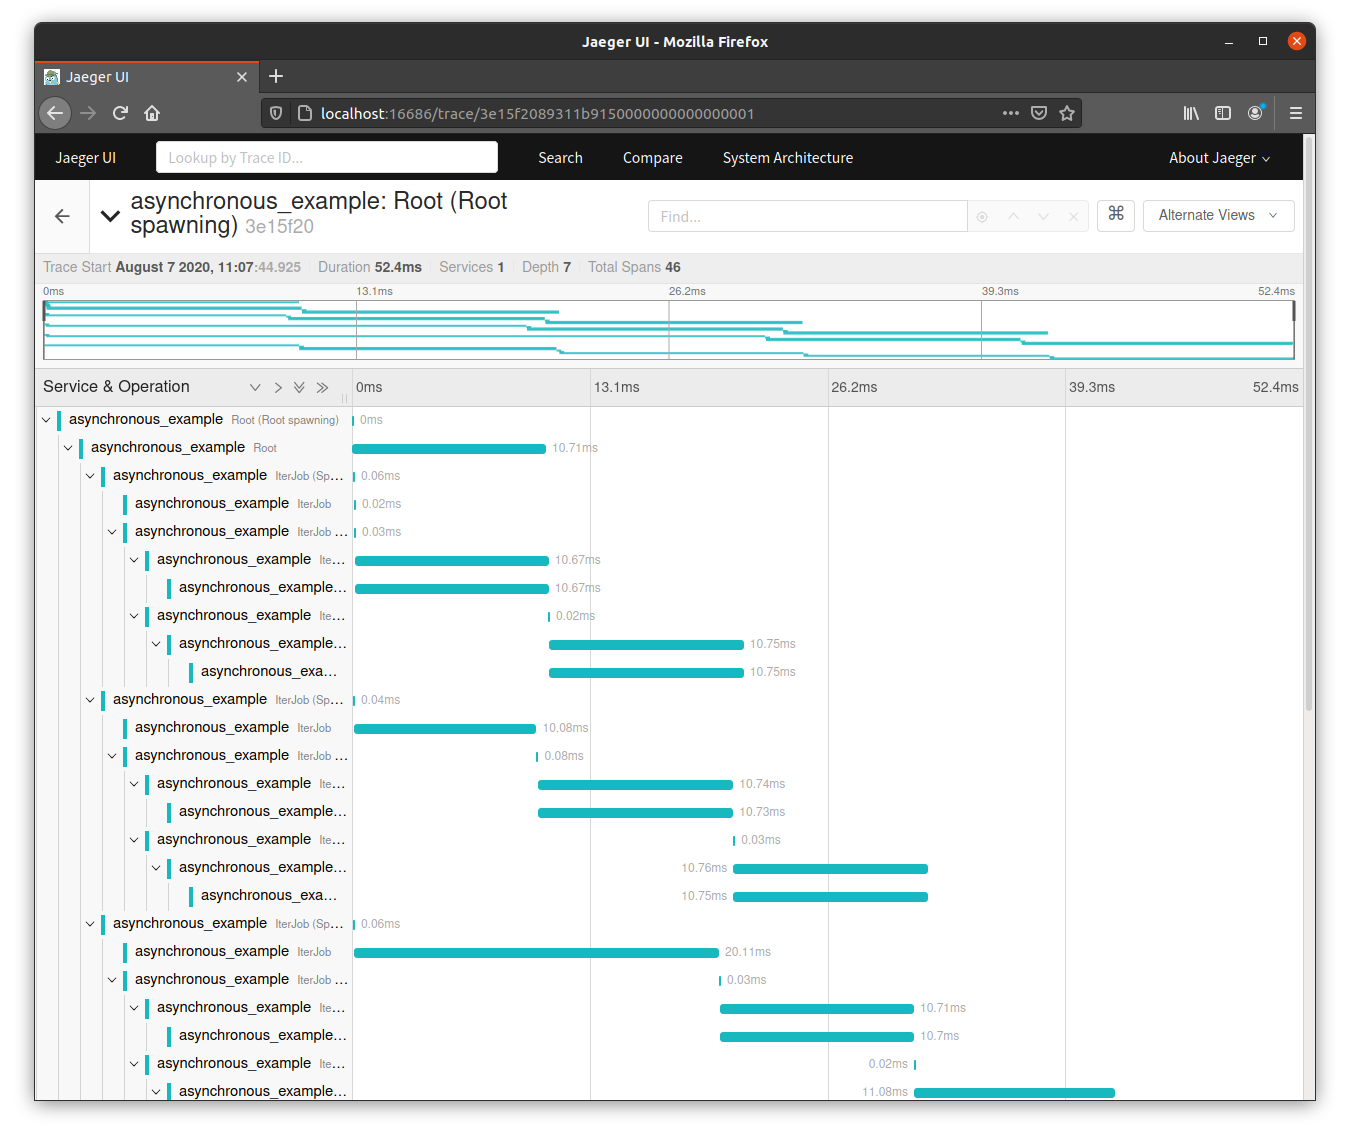 Jaeger UI - Mozilla Firefox
Jaeger UI
localhost:16686/trace/3e15f2089311b9150000000000000001
Jaeger UI Lookup by Trace ID... Search Compare System Architecture About Jaeger
asynchronous_example: Root (Root
spawning) 3e15f20
Find... Alternate Views
Trace Start August 7 2020, 11:07:44.925 Duration 52.4ms Services 1 Depth 7 Total Spans 46
0ms 13.1ms 26.2ms 39.3ms 52.4ms
Service & Operation 0ms 13.1ms 26.2ms 39.3ms 52.4ms
asynchronous_example Root (Root spawning) 0ms
asynchronous_example Root 10.71ms
asynchronous_example IterJob (Sp... 0.06ms
asynchronous_example IterJob 0.02ms
asynchronous_example IterJob ... 0.03ms
asynchronous_example Ite... 10.67ms
asynchronous_example... 10.67ms
asynchronous_example Ite... 0.02ms
asynchronous_example... 10.75ms
asynchronous_exa... 10.75ms
asynchronous_example IterJob (Sp... 0.04ms
asynchronous_example IterJob 10.08ms
asynchronous_example IterJob ... 0.08ms
asynchronous_example Ite... 10.74ms
asynchronous_example... 10.73ms
asynchronous_example Ite... 0.03ms
asynchronous_example... 10.76ms
asynchronous_exa... 10.75ms
asynchronous_example IterJob (Sp... 0.06ms
asynchronous_example IterJob 20.11ms
asynchronous_example IterJob ... 0.03ms
asynchronous_example Ite... 10.71ms
asynchronous_example... 10.7ms
asynchronous_example Ite... 0.02ms
asynchronous_example... 11.08ms